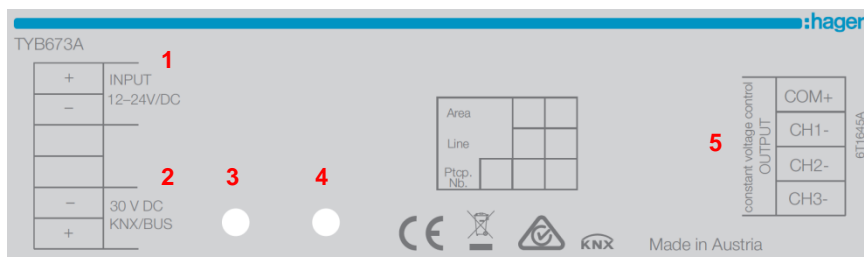 :hager
TYB673A
1
+
INPUT
12–24V/DC
−
2
3
4
−
30 V DC
KNX/BUS
+
Area
Line
Ptcp.
Nb.
CE
KNX
Made in Austria
5
constant voltage control
OUTPUT
COM+
CH1-
CH2-
CH3-
6T1645A